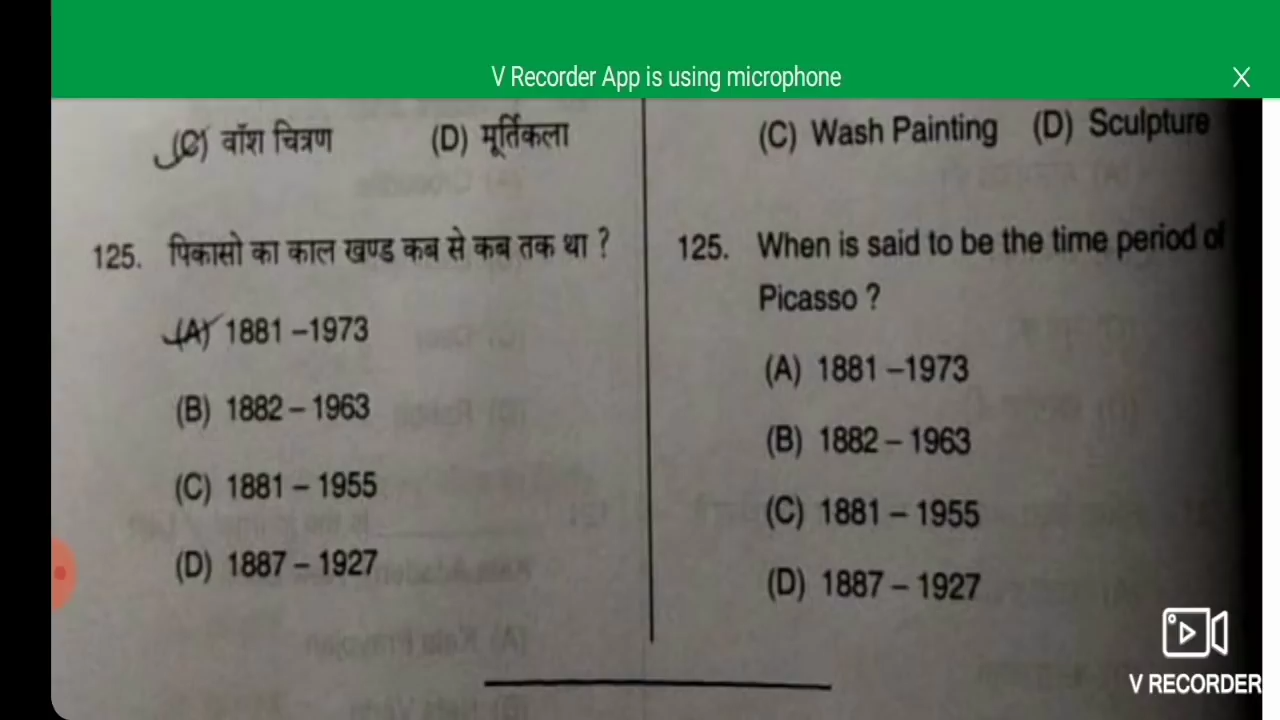 V Recorder App is using microphone
(C) वॉश चित्रण (D) मूर्तिकला
125. पिकासो का काल खण्ड कब से कब तक था ?
(A) 1881 –1973
(B) 1882 – 1963
(C) 1881 – 1955
(D) 1887 – 1927
(C) Wash Painting (D) Sculpture
125. When is said to be the time period of
Picasso ?
(A) 1881 –1973
(B) 1882 – 1963
(C) 1881 – 1955
(D) 1887 – 1927
V RECORDER